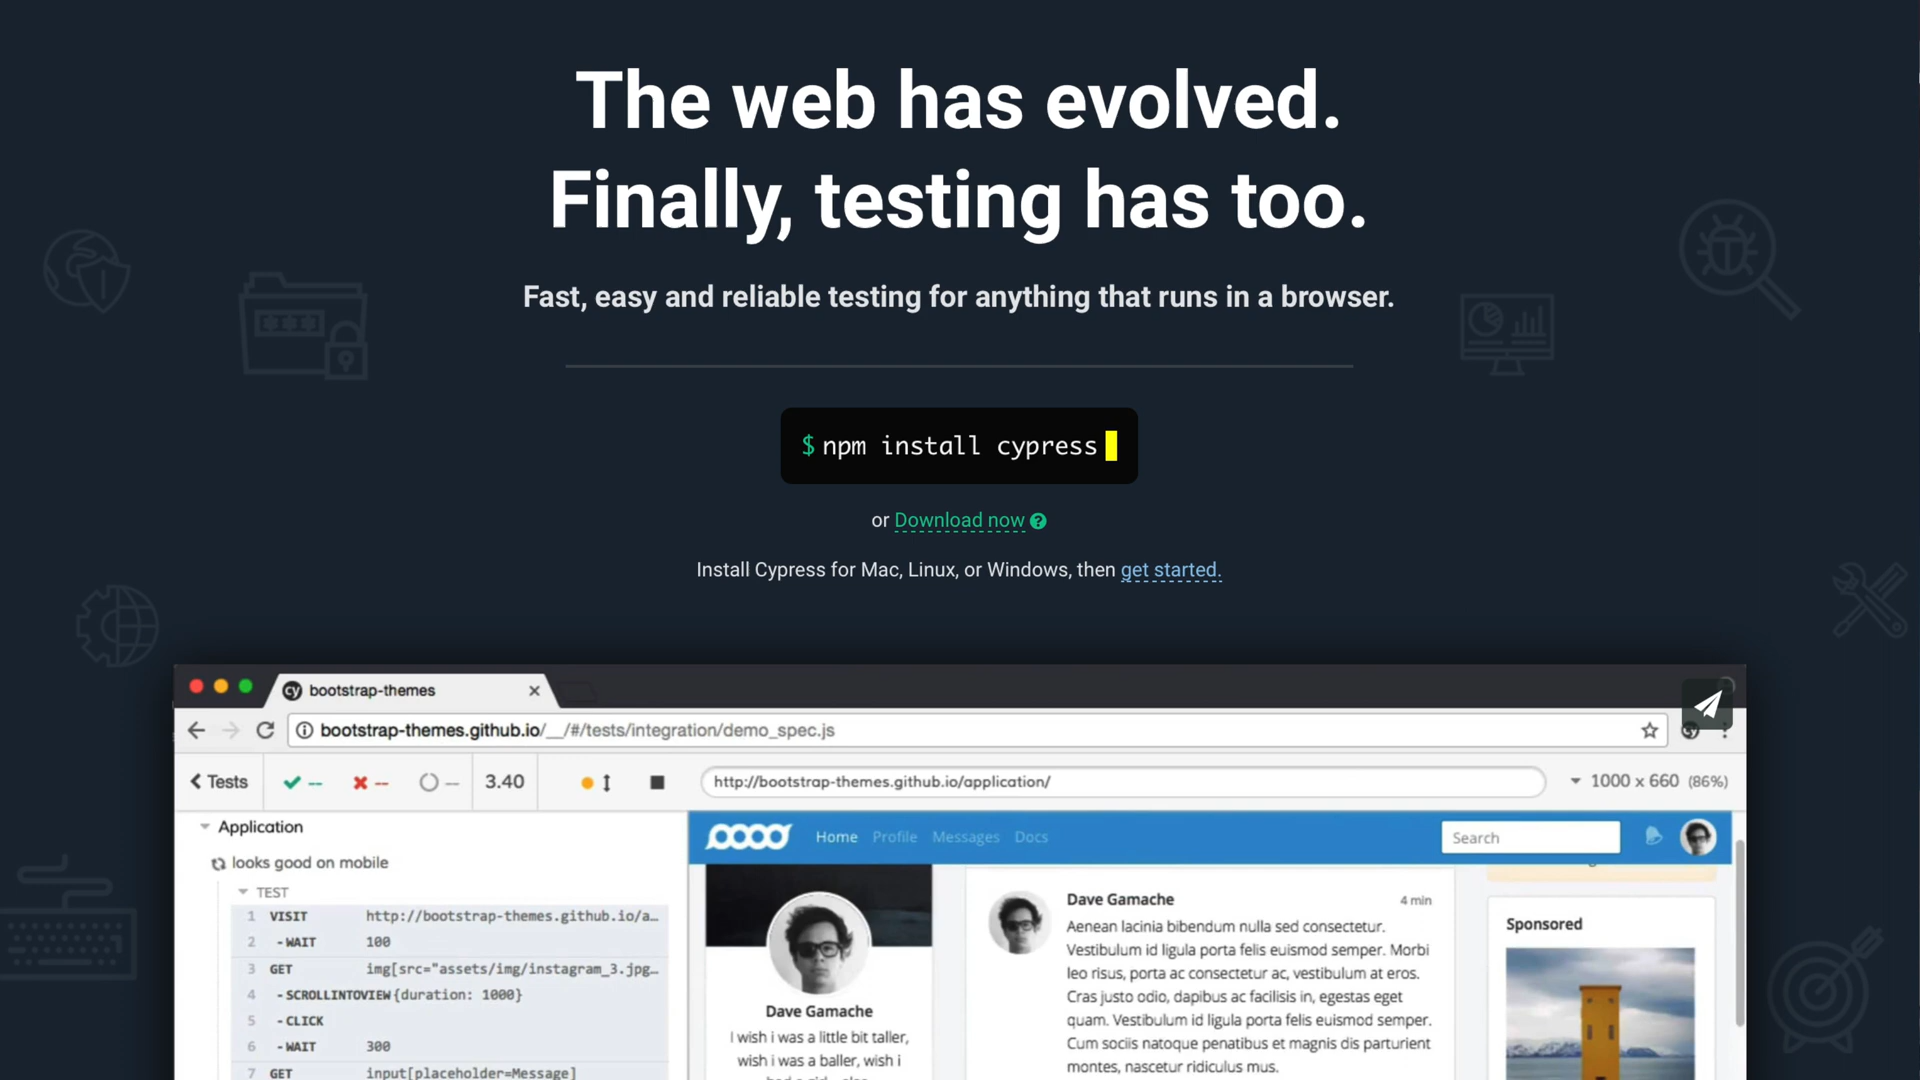 The web has evolved.
Finally, testing has too.
Fast, easy and reliable testing for anything that runs in a browser.
$ npm install cypress
or Download now ?
Install Cypress for Mac, Linux, or Windows, then get started.
cy bootstrap-themes
bootstrap-themes.github.io/__/#/tests/integration/demo_spec.js
Tests -- -- -- 3.40
http://bootstrap-themes.github.io/application/
1000 x 660 (86%)
Application
looks good on mobile
TEST
1 VISIT http://bootstrap-themes.github.io/a…
2 -WAIT 100
3 GET img[src="assets/img/instagram_3.jpg…
4 -SCROLLINTOVIEW {duration: 1000}
5 -CLICK
6 -WAIT 300
7 GET input[placeholder=Message]
Home Profile Messages Docs
Search
Dave Gamache
I wish i was a little bit taller,
wish i was a baller, wish i
Dave Gamache 4 min
Aenean lacinia bibendum nulla sed consectetur.
Vestibulum id ligula porta felis euismod semper. Morbi
leo risus, porta ac consectetur ac, vestibulum at eros.
Cras justo odio, dapibus ac facilisis in, egestas eget
quam. Vestibulum id ligula porta felis euismod semper.
Cum sociis natoque penatibus et magnis dis parturient
montes, nascetur ridiculus mus.
Sponsored